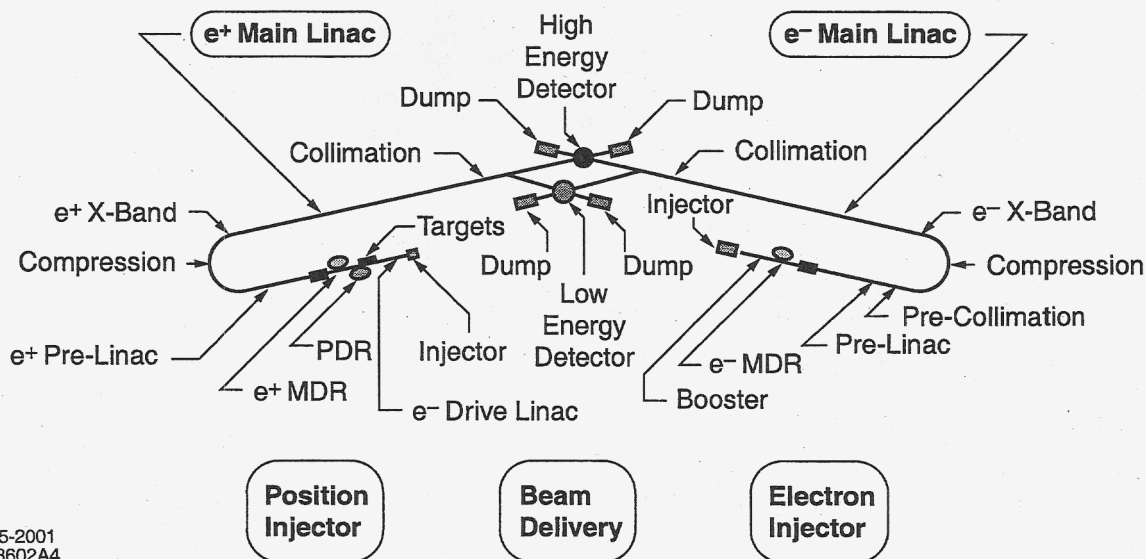 e+ Main Linac
High
Energy
Detector
e– Main Linac
Dump
Dump
Collimation
Collimation
e+ X-Band
Targets
Injector
e– X-Band
Compression
Dump
Dump
Compression
Low
Energy
Detector
Pre-Collimation
e+ Pre-Linac
PDR
Injector
Pre-Linac
e+ MDR
e– MDR
e– Drive Linac
Booster
Position
Injector
Beam
Delivery
Electron
Injector
5-2001
8602A4